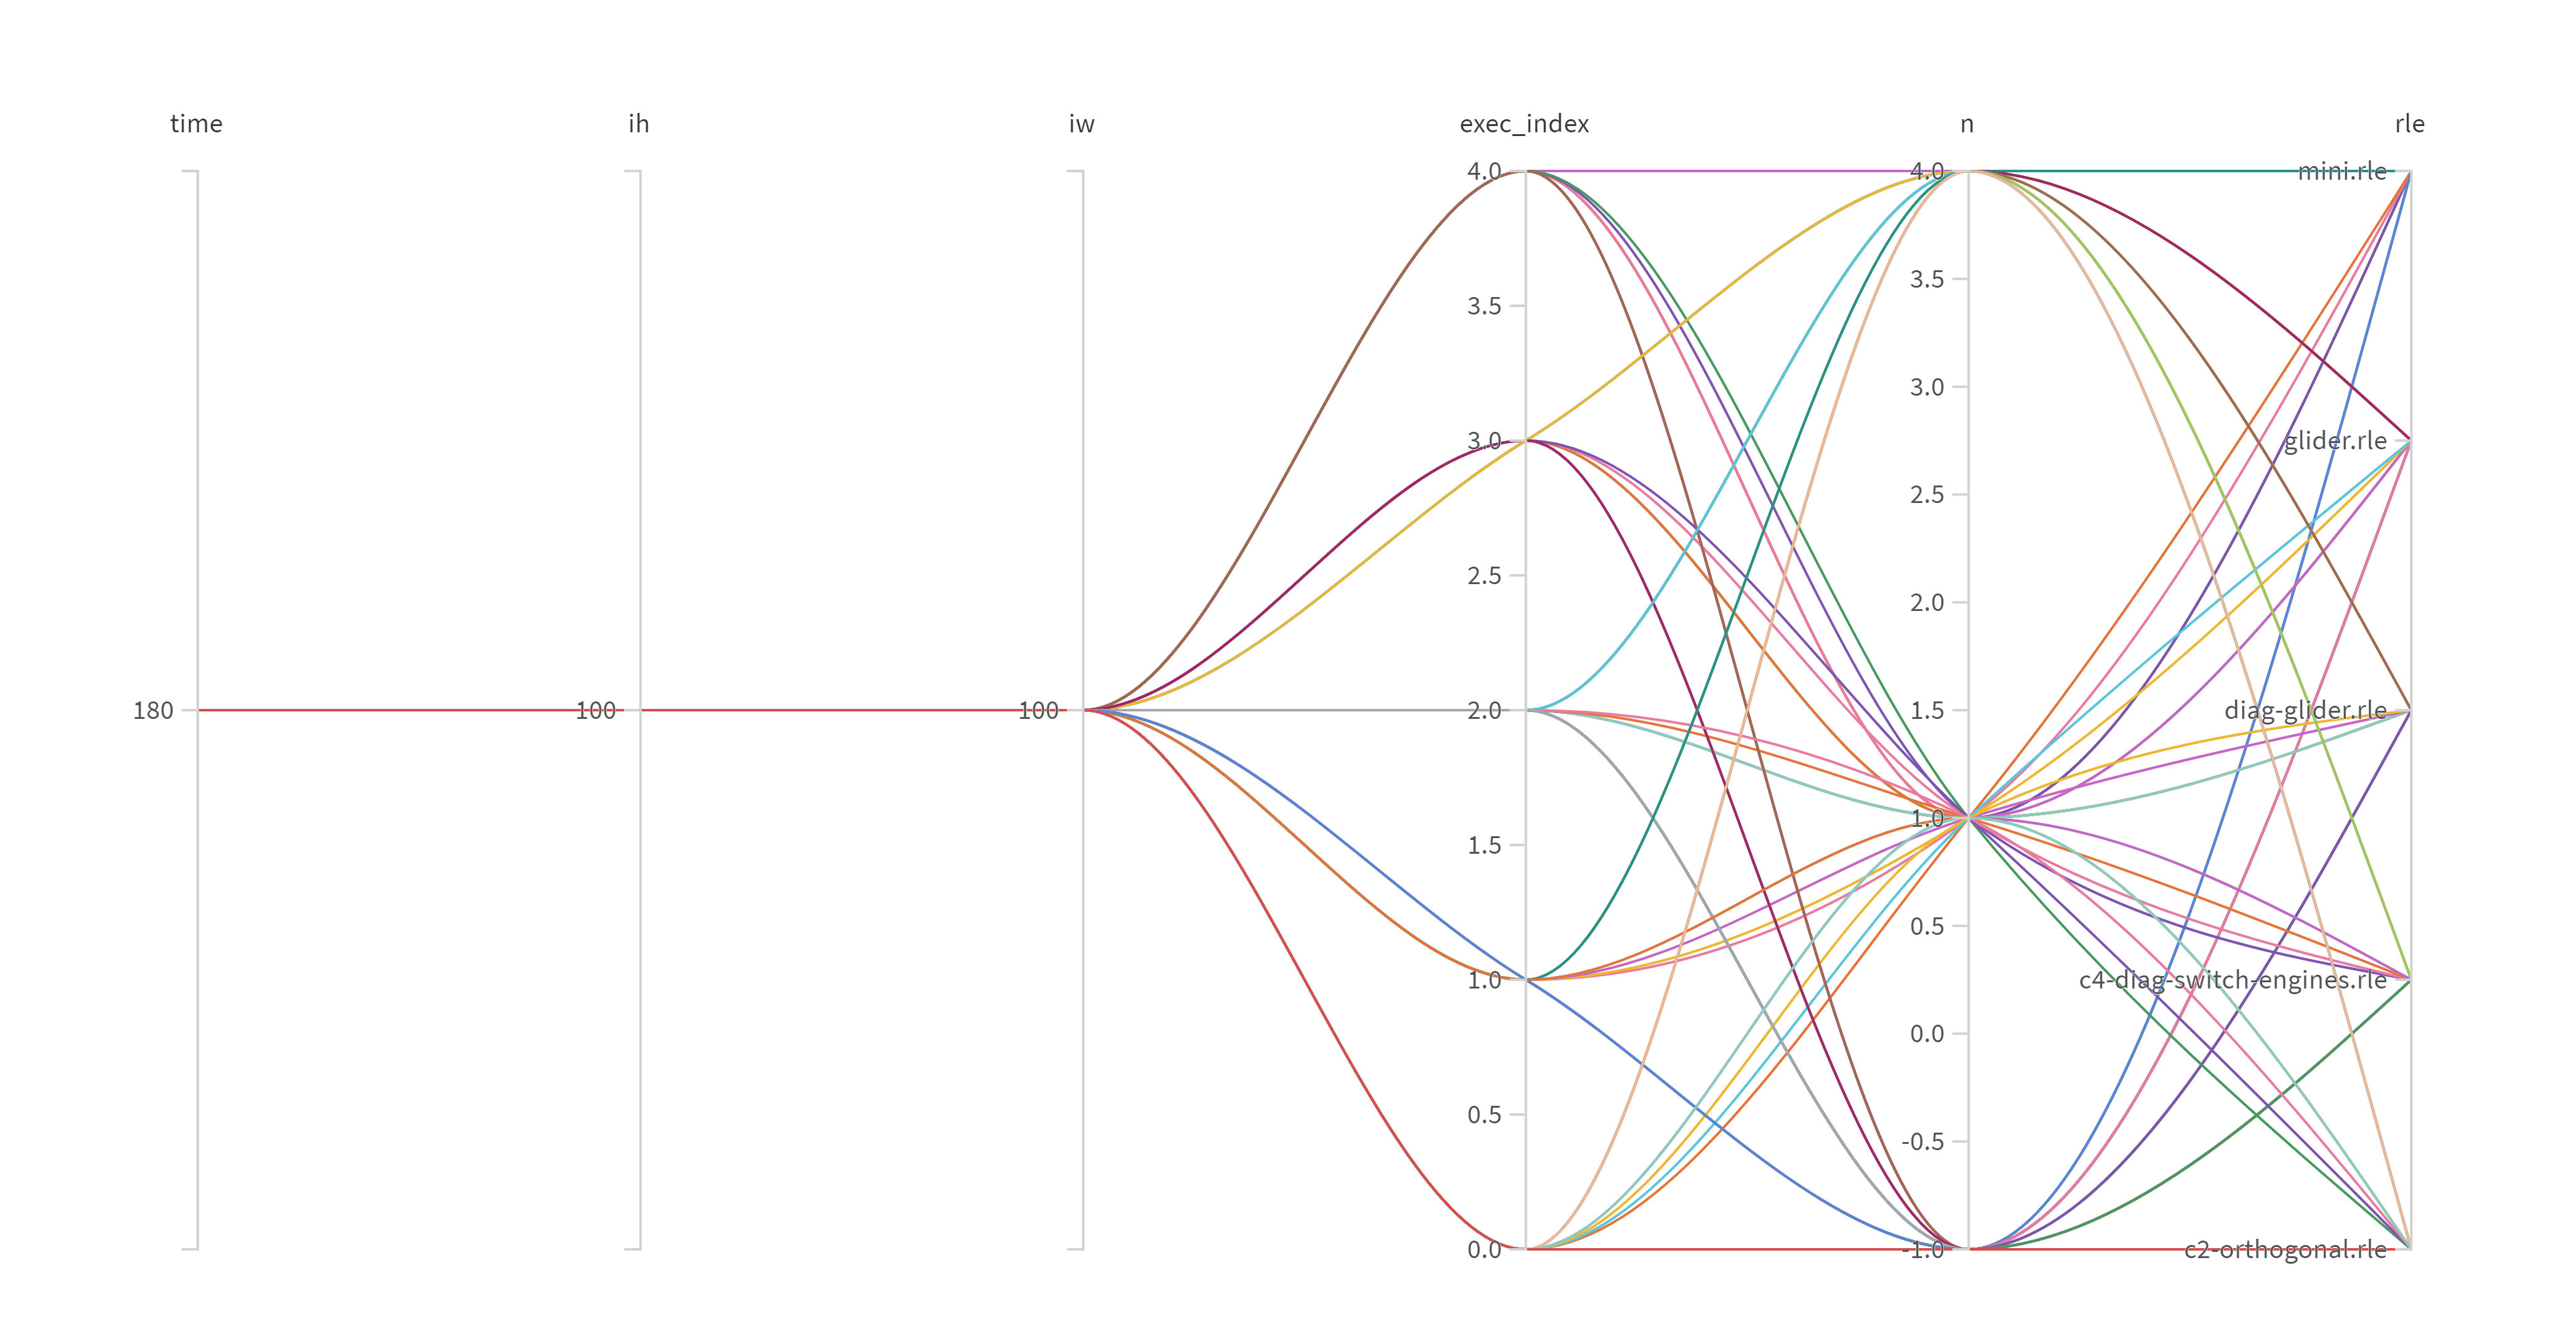 time
ih
iw
exec_index
n
rle
180
100
100
4.0
3.5
3.0
2.5
2.0
1.5
1.0
0.5
0.0
4.0
3.5
3.0
2.5
2.0
1.5
1.0
0.5
0.0
-0.5
-1.0
mini.rle
glider.rle
diag-glider.rle
c4-diag-switch-engines.rle
c2-orthogonal.rle